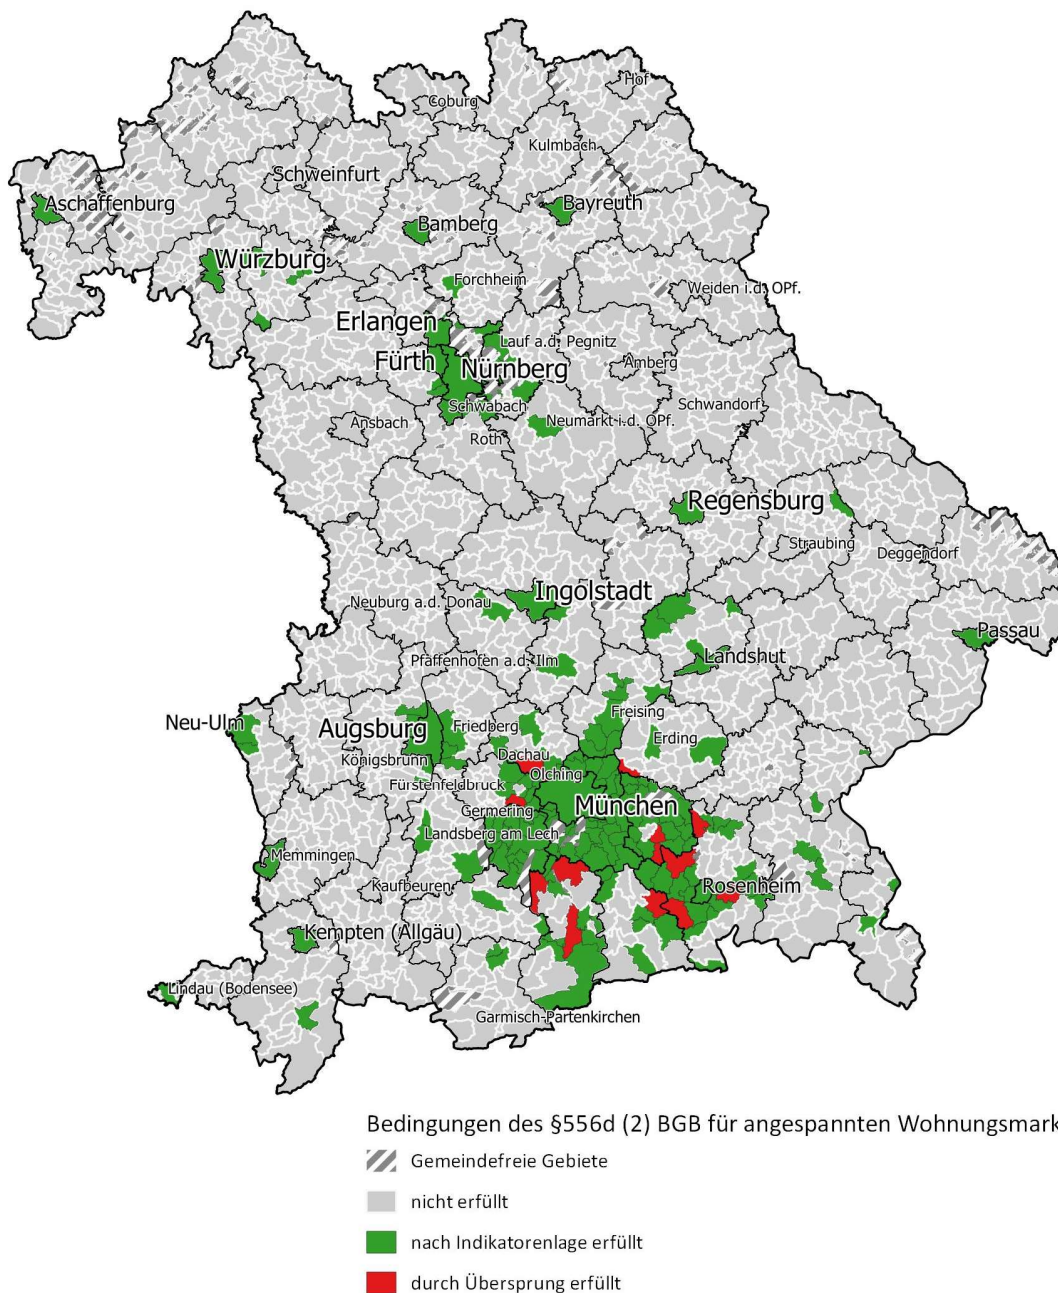 Hof
Coburg
Kulmbach
Schweinfurt
Aschaffenburg
Bayreuth
Bamberg
Würzburg
Forchheim
Weiden i.d. OPf.
Erlangen
Lauf a.d. Pegnitz
Fürth
Nürnberg
Amberg
Schwabach
Schwandorf
Ansbach
Neumarkt i.d. OPf.
Roth
Regensburg
Straubing
Deggendorf
Ingolstadt
Neuburg a.d. Donau
Passau
Landshut
Pfaffenhofen a.d. Ilm
Freising
Neu-Ulm
Augsburg
Friedberg
Erding
Königsbrunn
Dachau
Olching
Fürstenfeldbruck
München
Germering
Landsberg am Lech
Memmingen
Kaufbeuren
Rosenheim
Kempten (Allgäu)
Lindau (Bodensee)
Garmisch-Partenkirchen
Bedingungen des §556d (2) BGB für angespannten Wohnungsmark
Gemeindefreie Gebiete
nicht erfüllt
nach Indikatorenlage erfüllt
durch Übersprung erfüllt